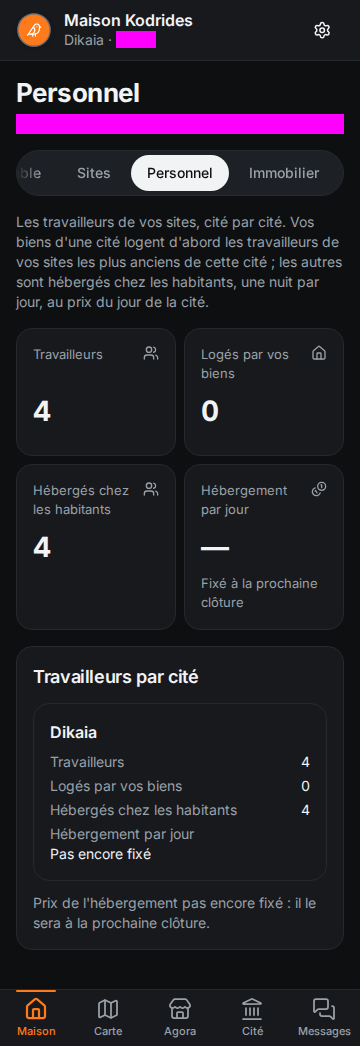 Maison Kodrides
Dikaia ·
Personnel
ble
Sites
Personnel
Immobilier
Les travailleurs de vos sites, cité par cité. Vos
biens d'une cité logent d'abord les travailleurs de
vos sites les plus anciens de cette cité ; les autres
sont hébergés chez les habitants, une nuit par
jour, au prix du jour de la cité.
Travailleurs
4
Logés par vos
biens
0
Hébergés chez
les habitants
4
Hébergement
par jour
—
Fixé à la prochaine
clôture
Travailleurs par cité
Dikaia
Travailleurs 4
Logés par vos biens 0
Hébergés chez les habitants 4
Hébergement par jour
Pas encore fixé
Prix de l'hébergement pas encore fixé : il le
sera à la prochaine clôture.
Maison
Carte
Agora
Cité
Messages